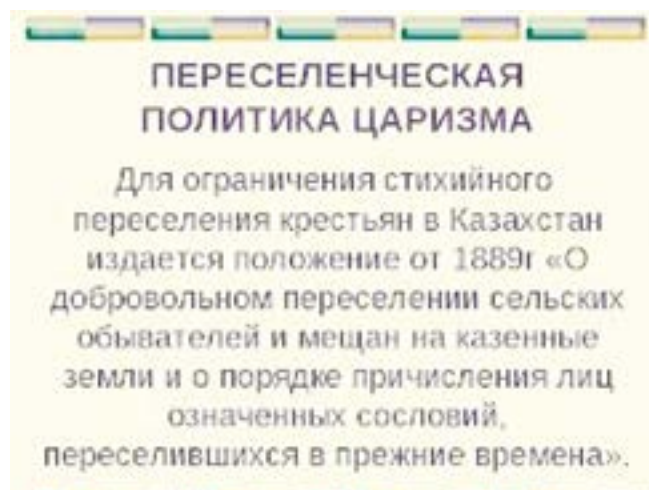 ПЕРЕСЕЛЕНЧЕСКАЯ
ПОЛИТИКА ЦАРИЗМА
Для ограничения стихийного
переселения крестьян в Казахстан
издается положение от 1889г «О
добровольном переселении сельских
обывателей и мещан на казенные
земли и о порядке причисления лиц
означенных сословий,
переселившихся в прежние времена».